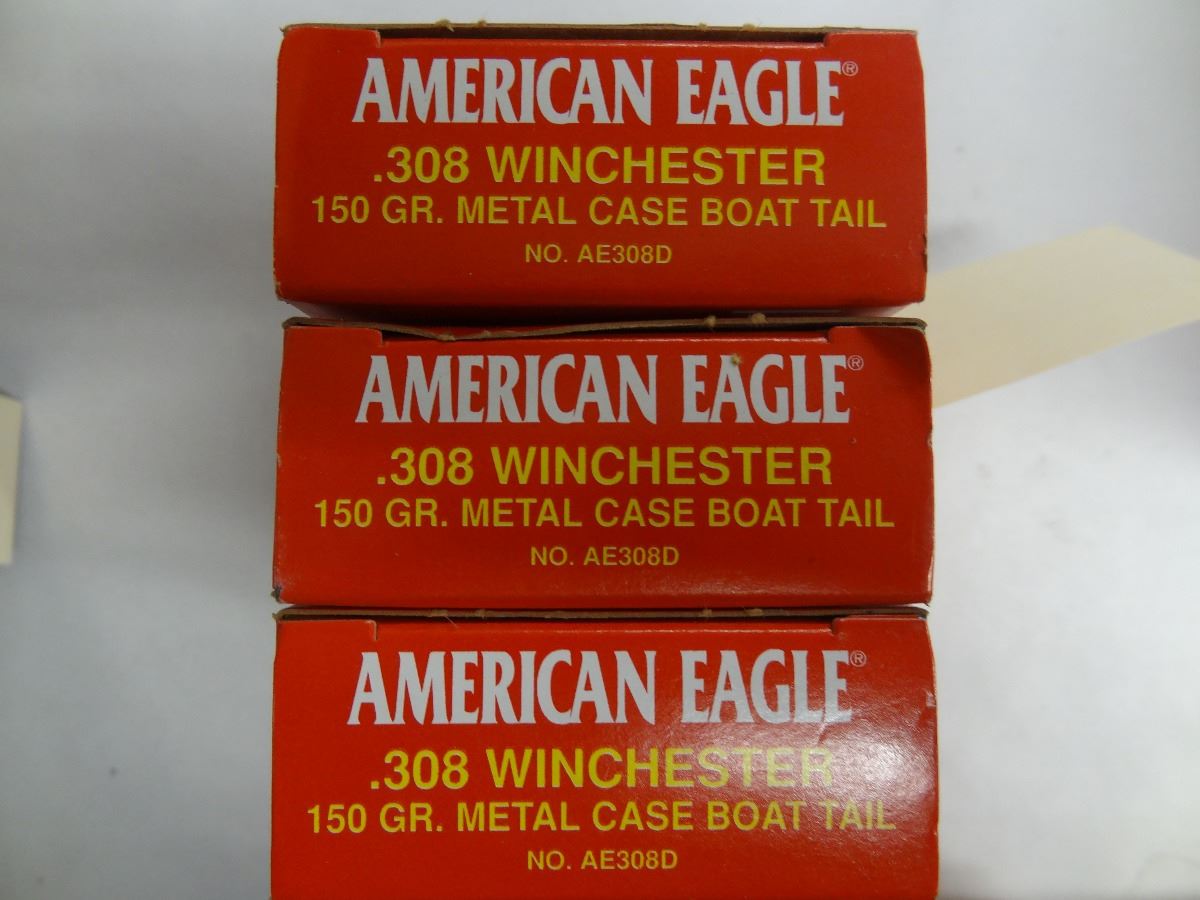 AMERICAN EAGLE®
.308 WINCHESTER
150 GR. METAL CASE BOAT TAIL
NO. AE308D
AMERICAN EAGLE®
.308 WINCHESTER
150 GR. METAL CASE BOAT TAIL
NO. AE308D
AMERICAN EAGLE®
.308 WINCHESTER
150 GR. METAL CASE BOAT TAIL
NO. AE308D